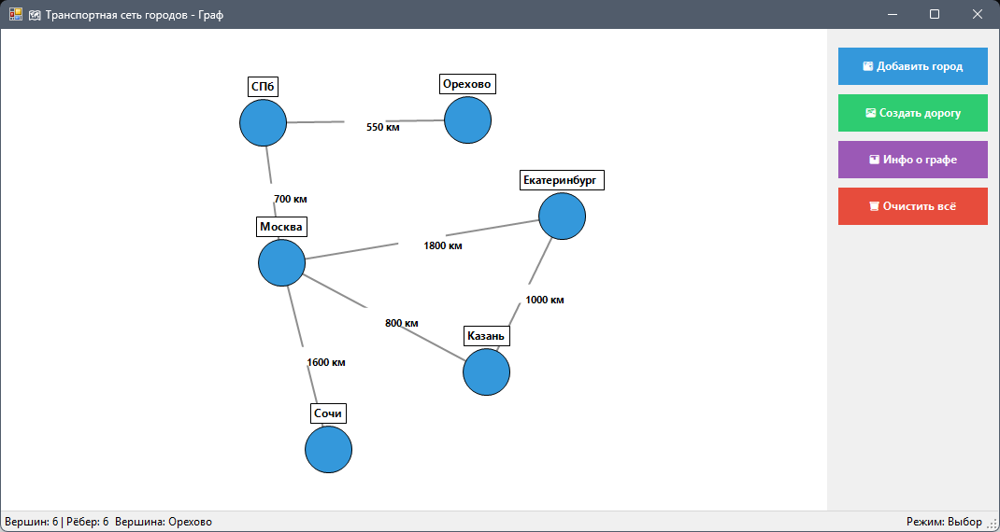 Транспортная сеть городов - Граф
СПб
Орехово
550 км
700 км
Екатеринбург
Москва
1800 км
1000 км
800 км
Казань
1600 км
Сочи
Добавить город
Создать дорогу
Инфо о графе
Очистить всё
Вершин: 6 | Рёбер: 6 Вершина: Орехово
Режим: Выбор